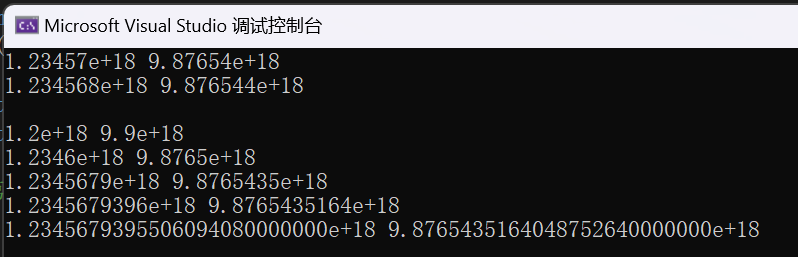 C:\ Microsoft Visual Studio 调试控制台
1.23457e+18 9.87654e+18
1.234568e+18 9.876544e+18
1.2e+18 9.9e+18
1.2346e+18 9.8765e+18
1.2345679e+18 9.8765435e+18
1.2345679396e+18 9.8765435164e+18
1.2345679395506094080000000e+18 9.8765435164048752640000000e+18